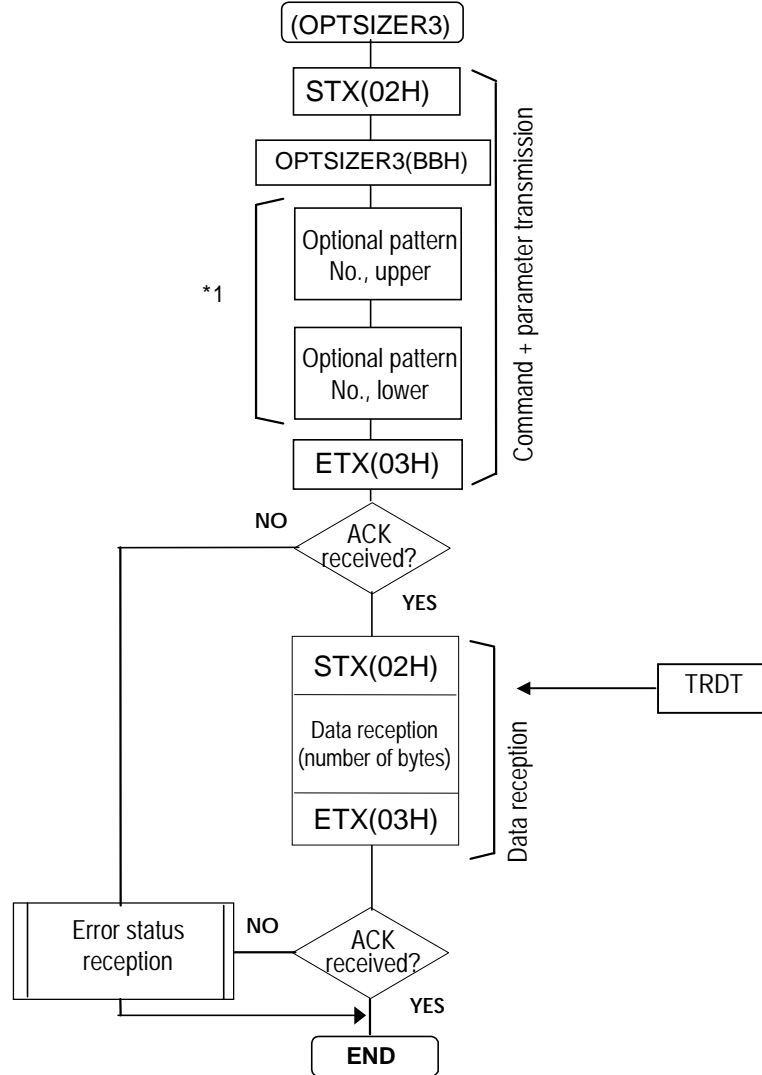 (OPTSIZER3)
STX(02H)
OPTSIZER3(BBH)
Optional pattern
No., upper
*1
Optional pattern
No., lower
ETX(03H)
Command + parameter transmission
NO
ACK
received?
YES
STX(02H)
Data reception
(number of bytes)
ETX(03H)
Data reception
TRDT
Error status
reception
NO
ACK
received?
YES
END